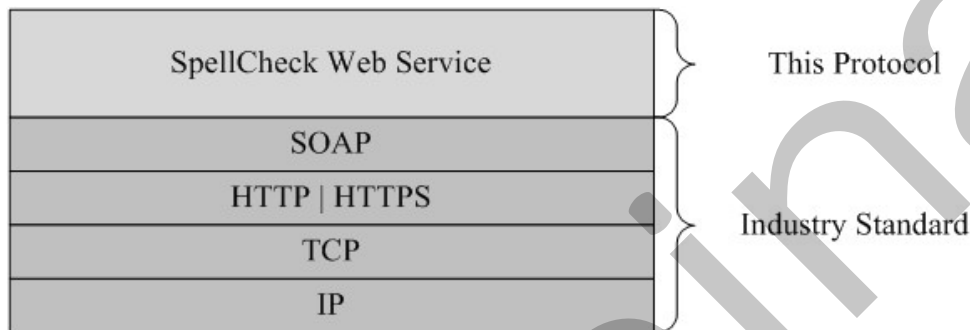 SpellCheck Web Service
This Protocol
SOAP
HTTP | HTTPS
Industry Standard
TCP
IP